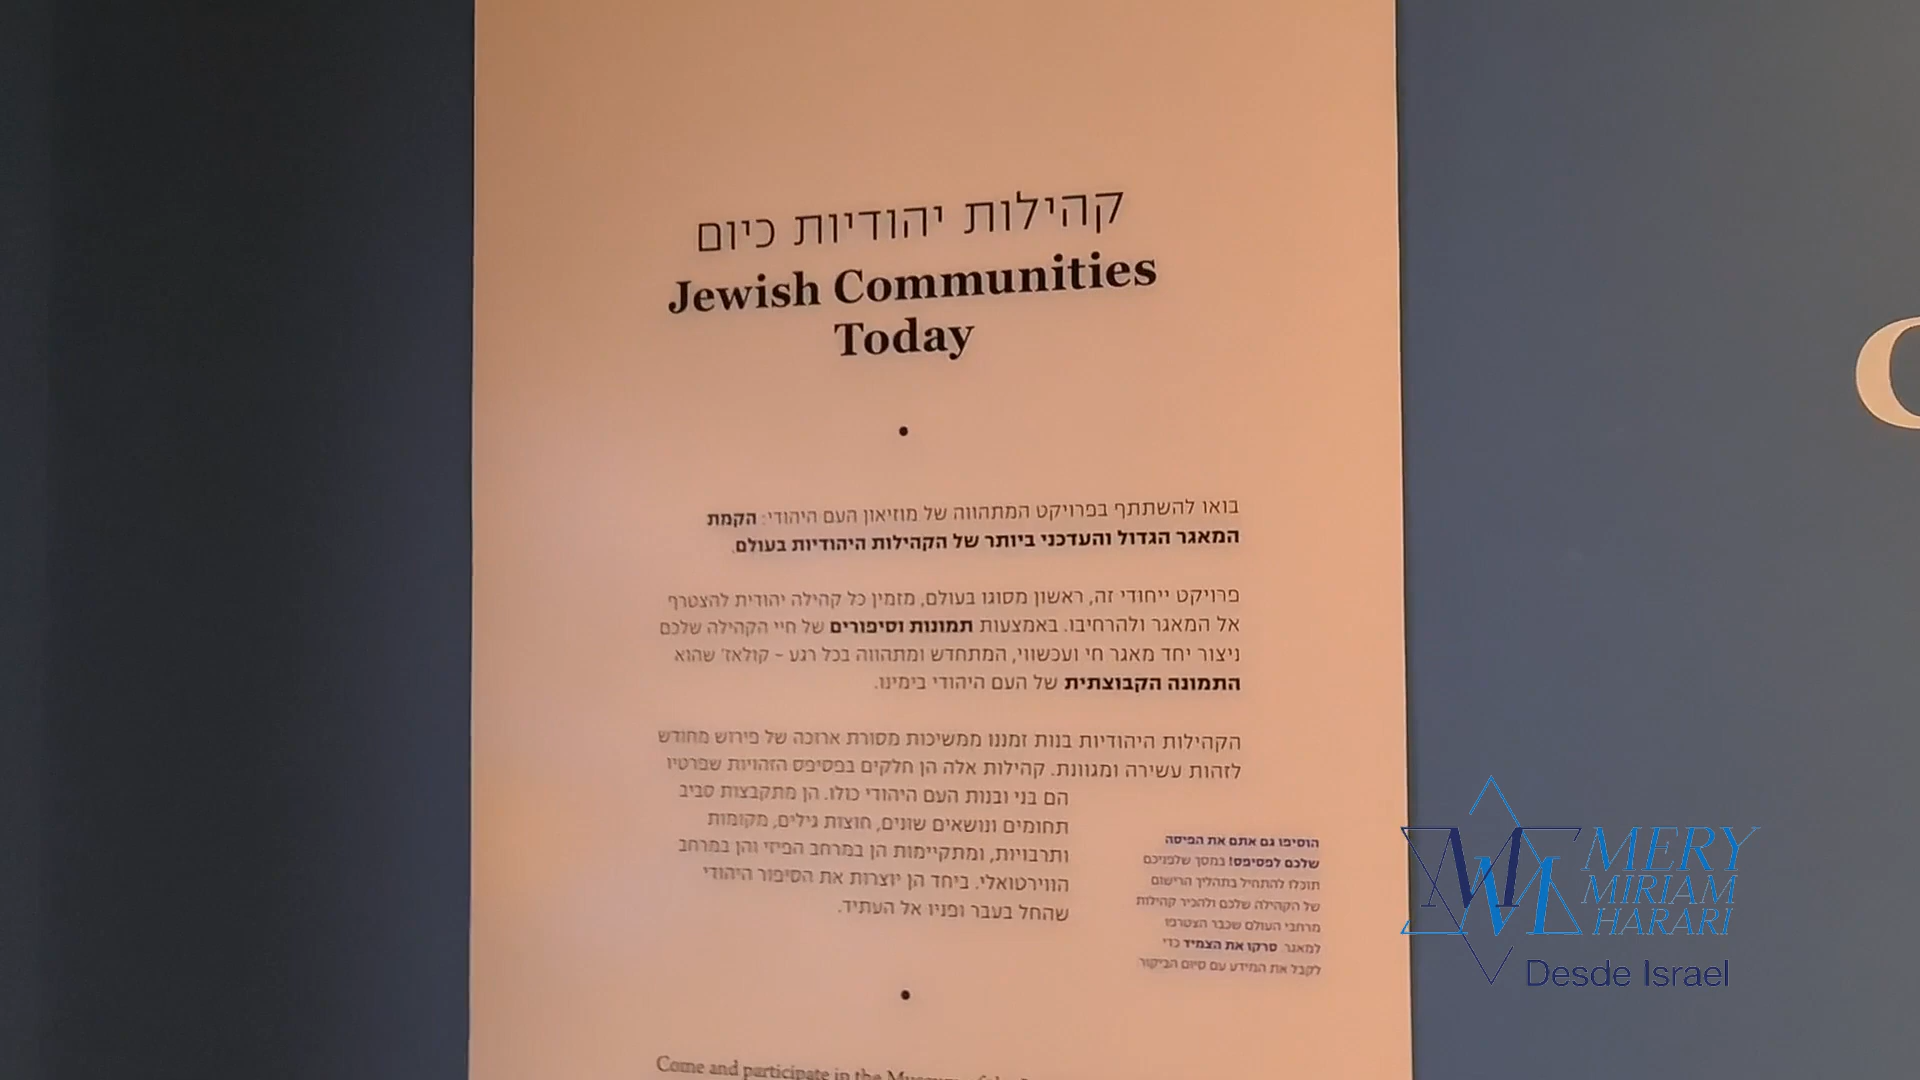 קהילות יהודיות כיום
Jewish Communities
Today
בואו להשתתף בפרויקט המתהווה של מוזיאון העם היהודי: הקמת
המאגר הגדול והעדכני ביותר של הקהילות היהודיות בעולם.
פרויקט ייחודי זה, ראשון מסוגו בעולם, מזמין כל קהילה יהודית להצטרף
אל המאגר ולהרחיבו. באמצעות תמונות וסיפורים של חיי הקהילה שלכם
ניצור יחד מאגר חי ועכשווי, המתחדש ומתהווה בכל רגע – קולאז' שהוא
התמונה הקבוצתית של העם היהודי בימינו.
הקהילות היהודיות בנות זמננו ממשיכות מסורת ארוכה של פירוש מחודש
לזהות עשירה ומגוונת. קהילות אלה הן חלקים בפסיפס הזהויות שפרטיו
הם בני ובנות העם היהודי כולו. הן מתקבצות סביב
תחומים ונושאים שונים, חוצות גילים, מקומות
ותרבויות, ומתקיימות הן במרחב הפיזי והן במרחב
הווירטואלי. ביחד הן יוצרות את הסיפור היהודי
שהחל בעבר ופניו אל העתיד.
הוסיפו גם אתם את הפיסה
שלכם לפסיפס! במסך שלפניכם
תוכלו להתחיל בתהליך הרישום
של הקהילה שלכם ולהכיר קהילות
מרחבי העולם שכבר הצטרפו
למאגר. סרקו את הצמיד כדי
לקבל את המידע עם סיום הביקור
Come and participate in the Museum of the
MERY
MIRIAM
HARARI
Desde Israel